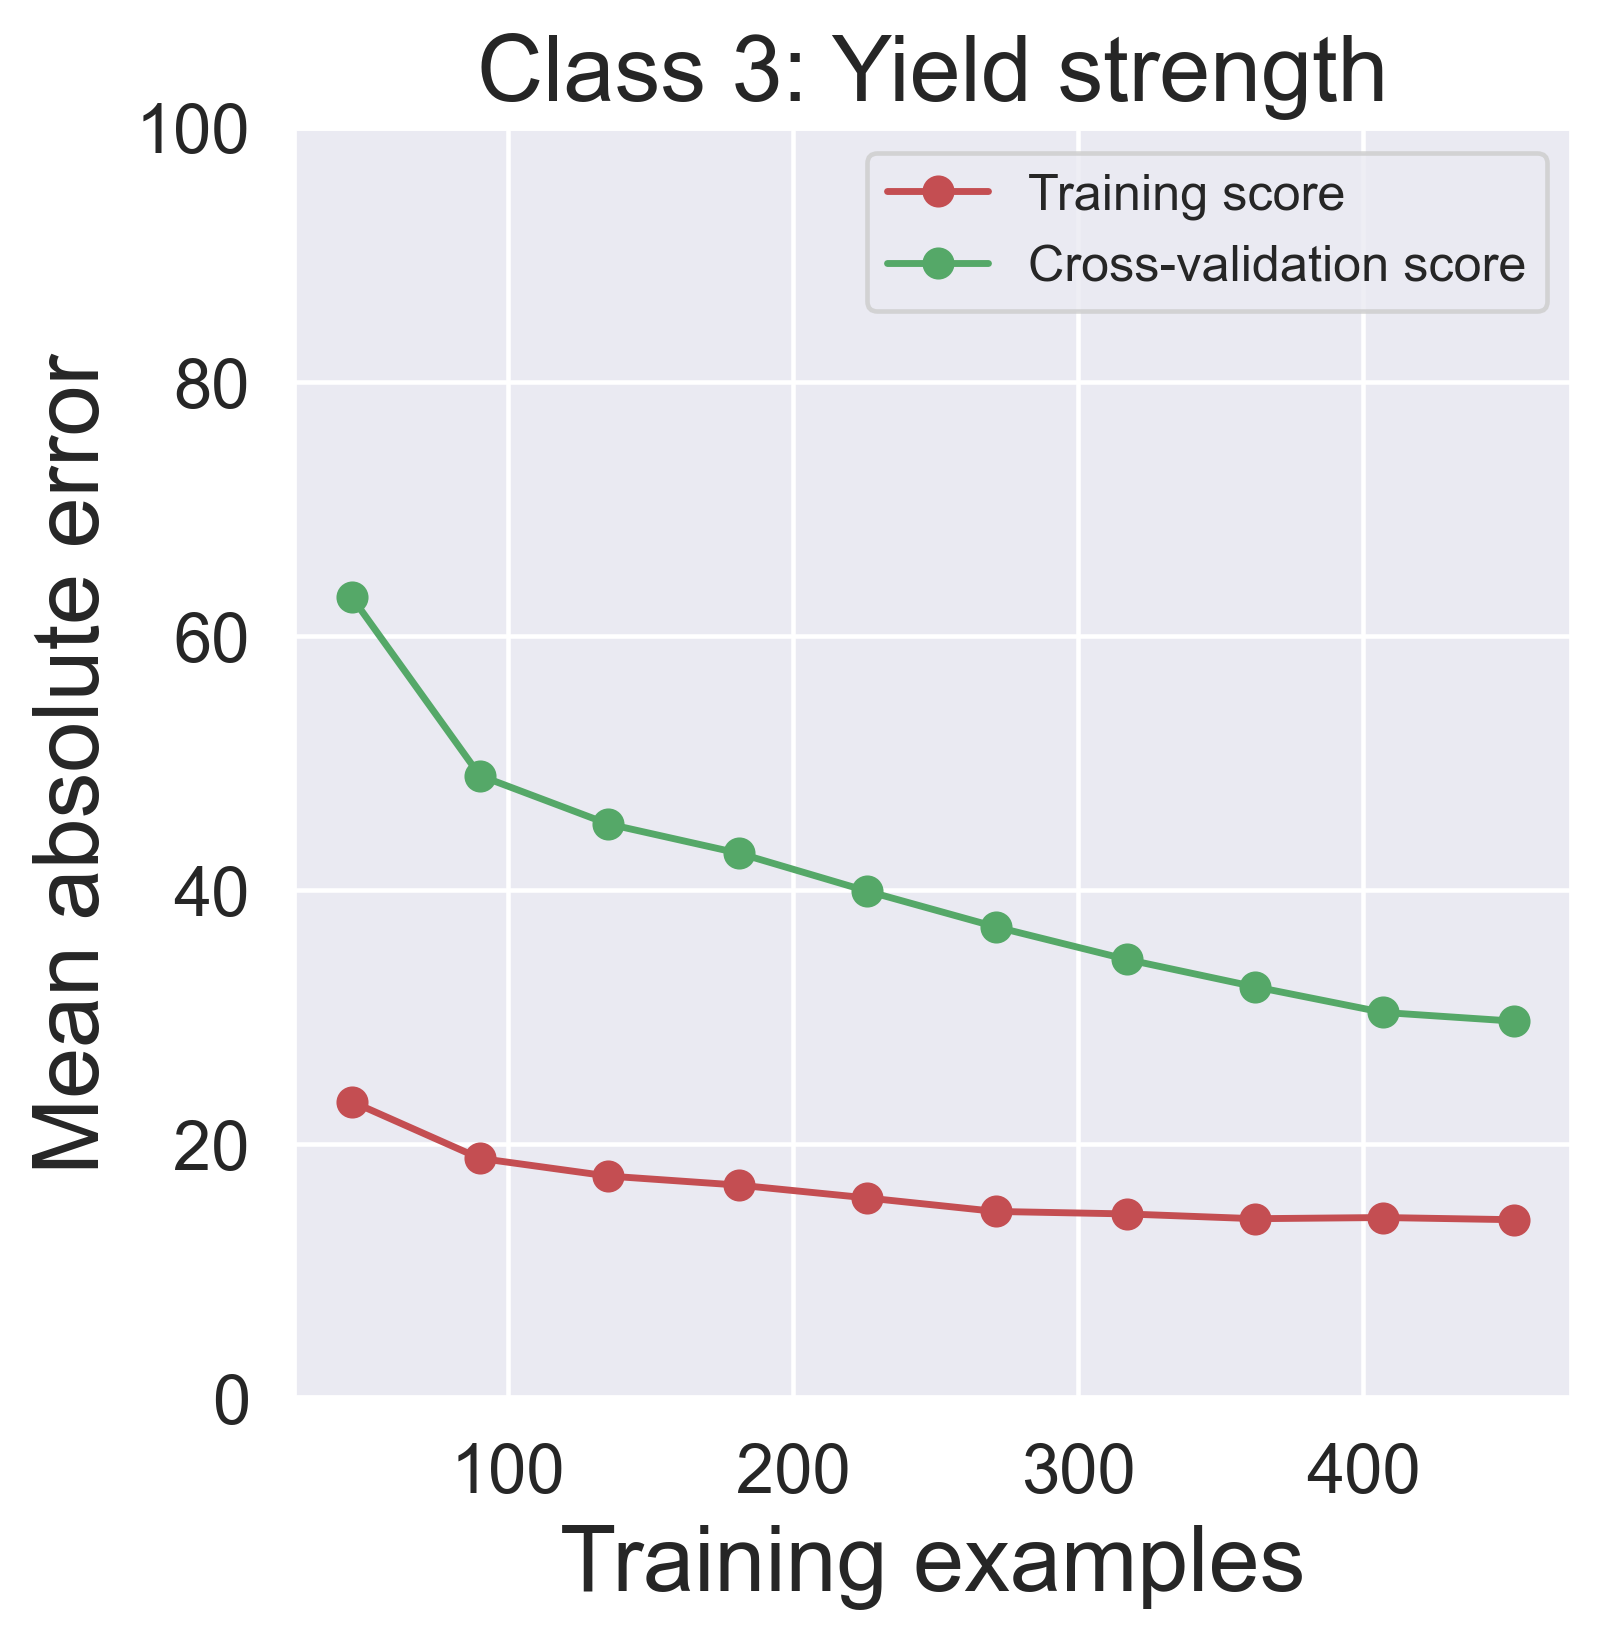 Class 3: Yield strength
100
80
60
40
20
0
Mean absolute error
Training score
Cross-validation score
100 200 300 400
Training examples